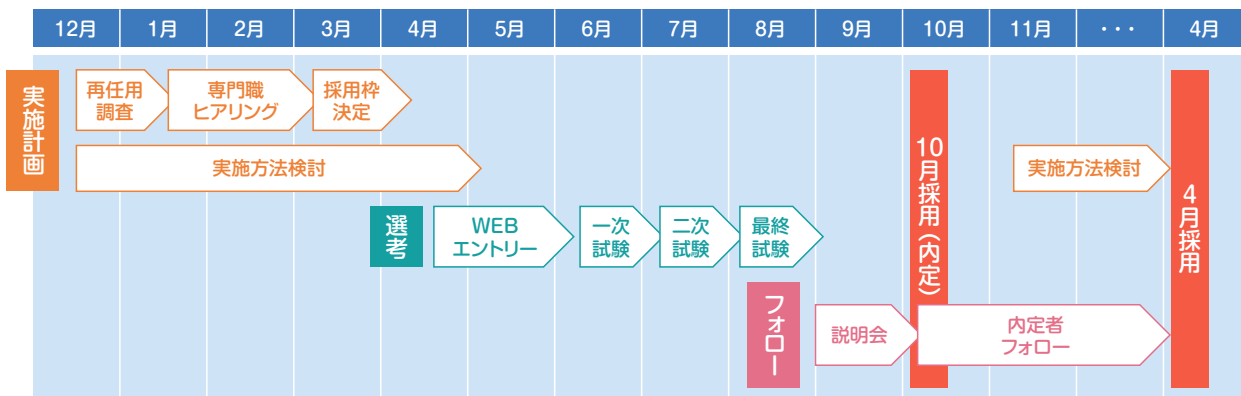 12月 1月 2月 3月 4月 5月 6月 7月 8月 9月 10月 11月 ・・・ 4月
実施計画
再任用
調査
専門職
ヒアリング
採用枠
決定
実施方法検討
実施方法検討
選考
WEB
エントリー
一次
試験
二次
試験
最終
試験
フォロー
説明会
10月採用（内定）
内定者
フォロー
4月採用